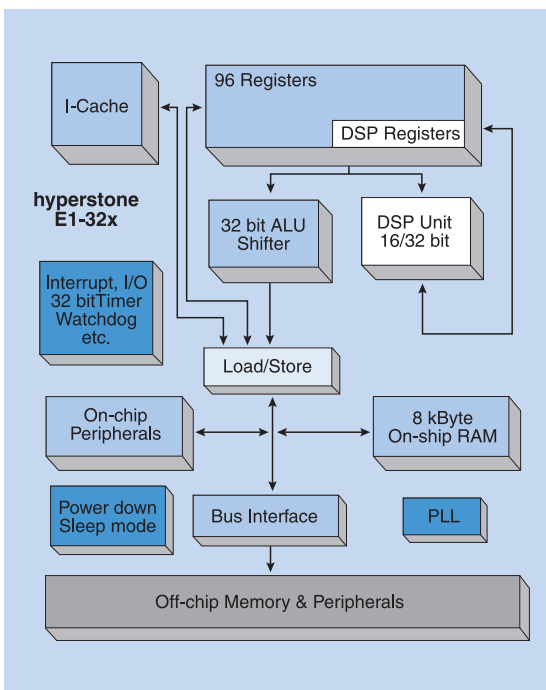 I-Cache
96 Registers
DSP Registers
hyperstone
E1-32x
32 bit ALU
Shifter
DSP Unit
16/32 bit
Interrupt, I/O
32 bitTimer
Watchdog
etc.
Load/Store
On-chip
Peripherals
8 kByte
On-ship RAM
Power down
Sleep mode
Bus Interface
PLL
Off-chip Memory & Peripherals